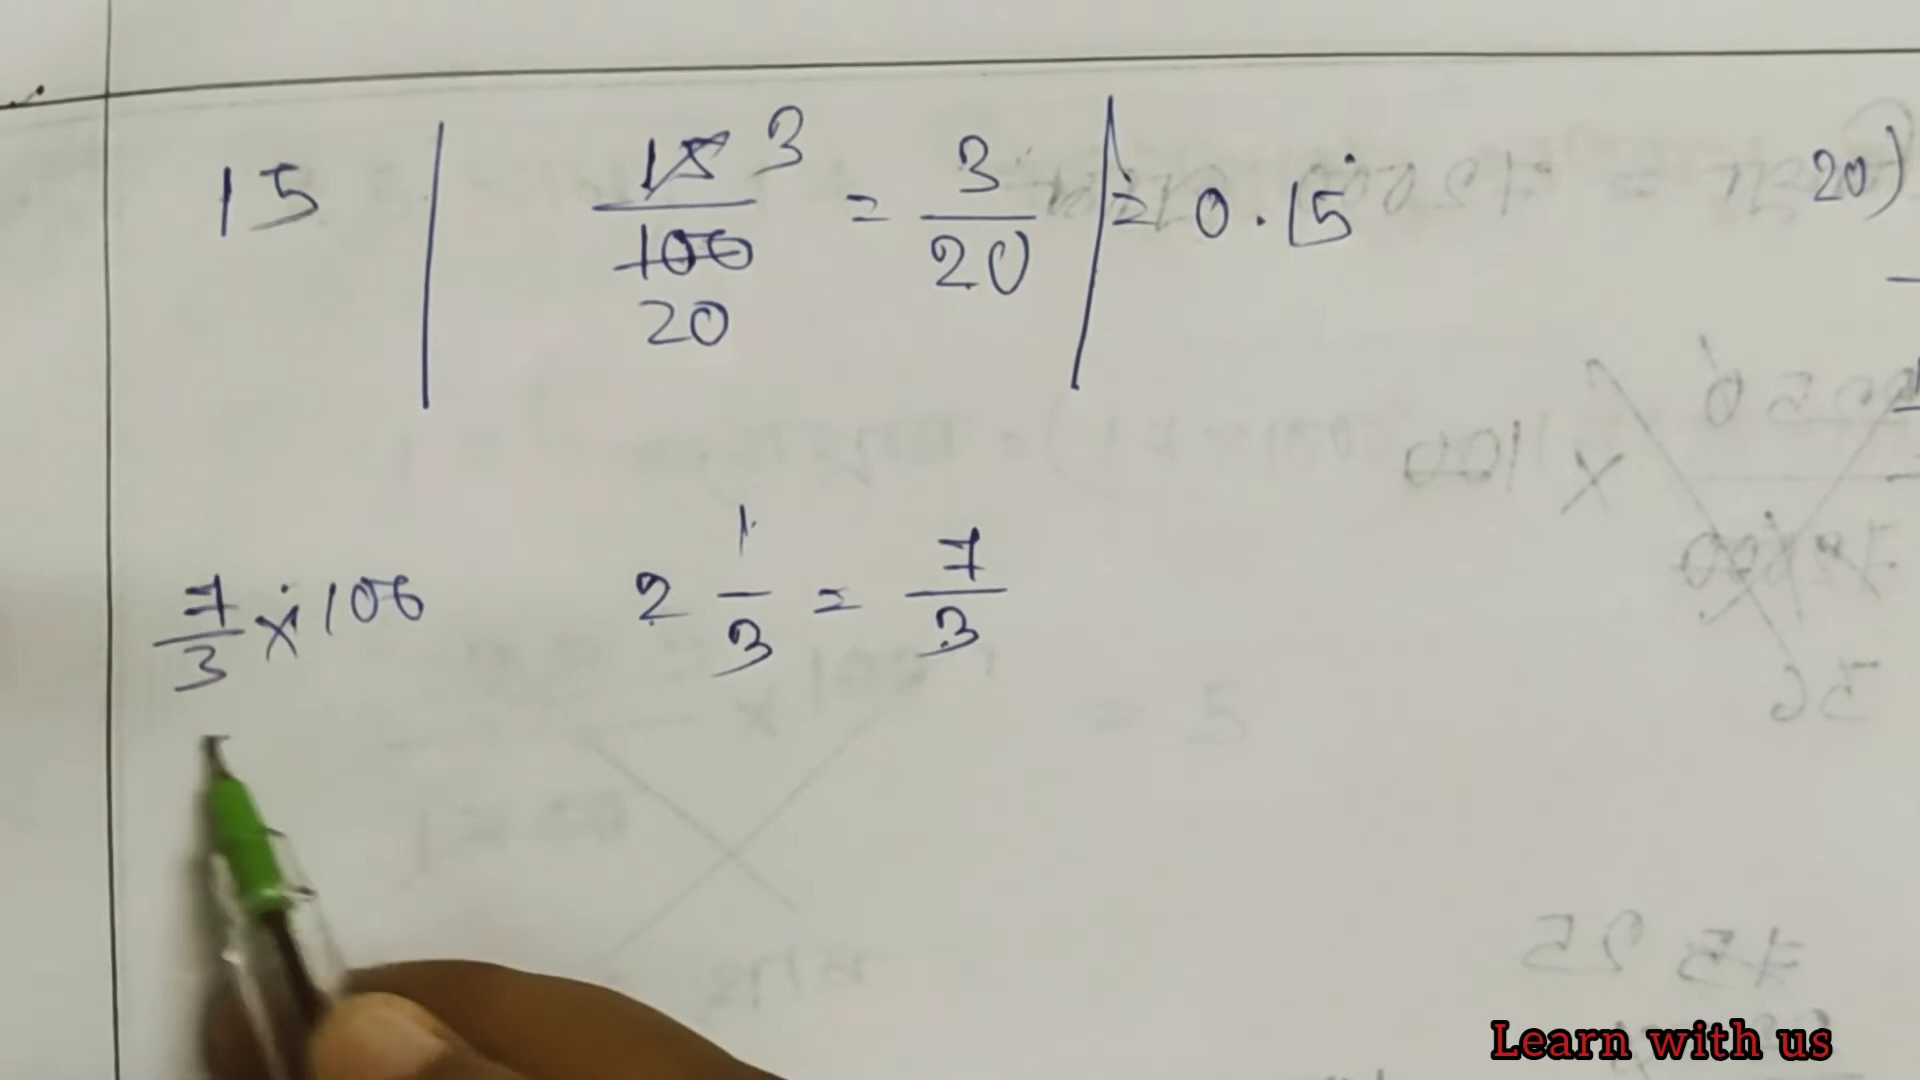 15 | 15/100 3 20 = 3/20 | = 0.15 20)
7/3 × 100 2 1/3 = 7/3
Learn with us